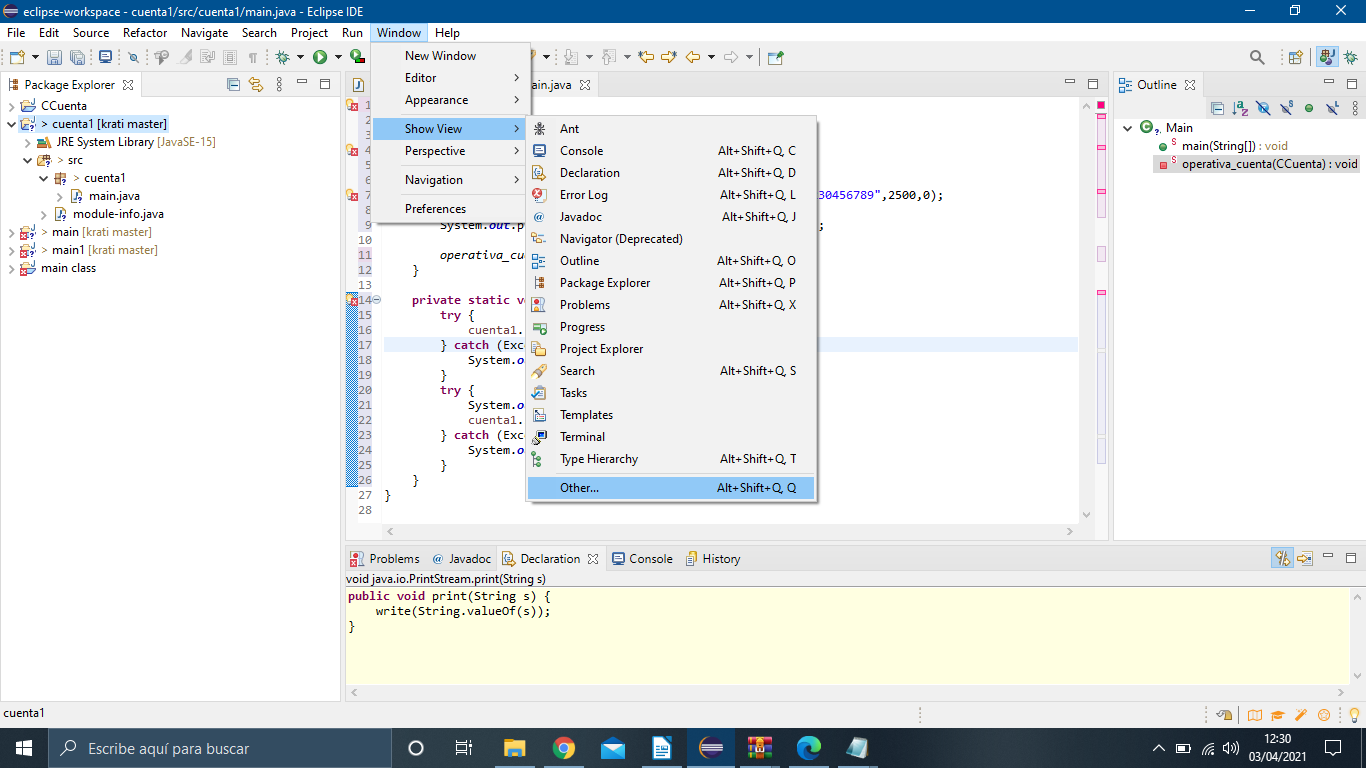 eclipse-workspace - cuenta1/src/cuenta1/main.java - Eclipse IDE
File Edit Source Refactor Navigate Search Project Run Window Help
Package Explorer
CCuenta
> cuenta1 [krati master]
JRE System Library [JavaSE-15]
> src
> cuenta1
main.java
module-info.java
> main [krati master]
> main1 [krati master]
main class
New Window
Editor
Appearance
Show View
Perspective
Navigation
Preferences
Ant
Console Alt+Shift+Q, C
Declaration Alt+Shift+Q, D
Error Log Alt+Shift+Q, L
Javadoc Alt+Shift+Q, J
Navigator (Deprecated)
Outline Alt+Shift+Q, O
Package Explorer Alt+Shift+Q, P
Problems Alt+Shift+Q, X
Progress
Project Explorer
Search Alt+Shift+Q, S
Tasks
Templates
Terminal
Type Hierarchy Alt+Shift+Q, T
Other... Alt+Shift+Q, Q
ain.java
1
2
3
4
5
6
7 30456789",2500,0);
8
9 System.out.p ;
10
11 operativa_cu
12 }
13
14 private static v
15 try {
16 cuenta1.
17 } catch (Exc
18 System.o
19 }
20 try {
21 System.o
22 cuenta1.
23 } catch (Exc
24 System.o
25 }
26 }
27 }
28
Outline
Main
main(String[]) : void
operativa_cuenta(CCuenta) : void
Problems @ Javadoc Declaration Console History
void java.io.PrintStream.print(String s)
public void print(String s) {
write(String.valueOf(s));
}
cuenta1
Escribe aquí para buscar
12:30
03/04/2021